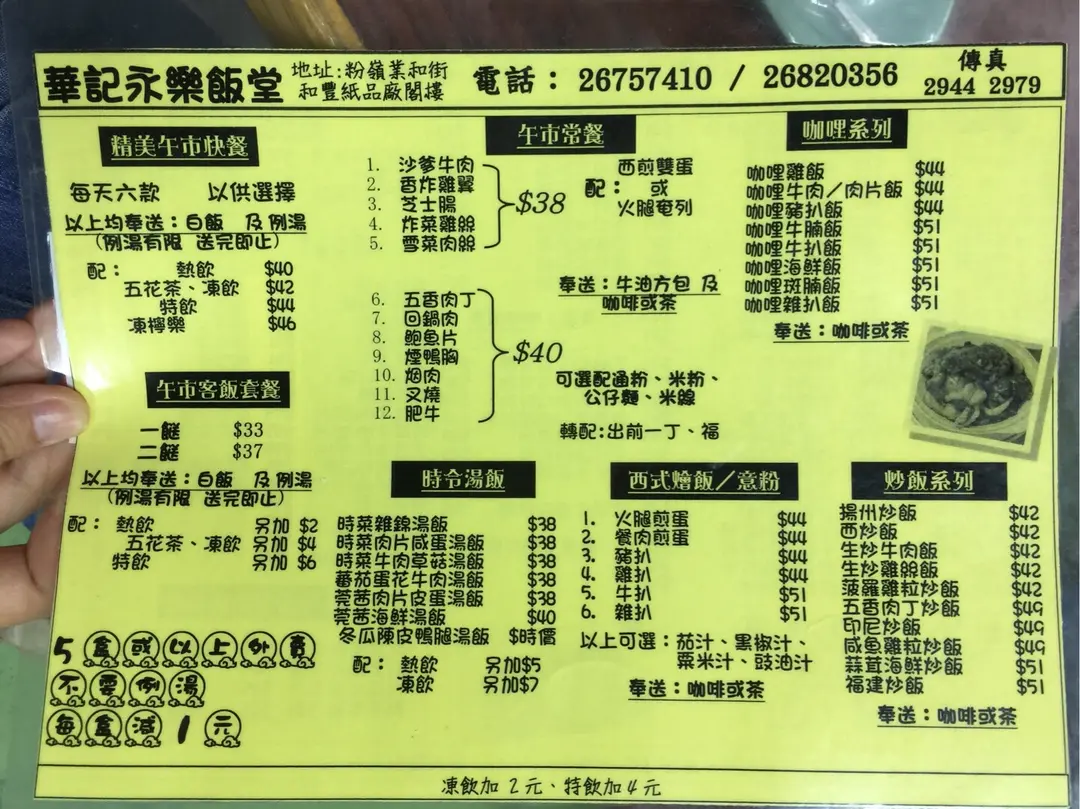 華記永樂飯堂
地址:粉嶺業和街
和豐紙品廠閣樓
電話： 26757410 / 26820356
傳真
2944 2979
精美午市快餐
每天六款 以供選擇
以上均奉送：白飯 及例湯
(例湯有限 送完即止)
配： 熱飲 $40
五花茶、凍飲 $42
特飲 $44
凍檸樂 $46
午市客飯套餐
一餸 $33
二餸 $37
以上均奉送：白飯 及例湯
(例湯有限 送完即止)
配： 熱飲 另加 $2
五花茶、凍飲 另加 $4
特飲 另加 $6
5盒或以上外賣
不要例湯
每盒減1元
午市常餐
1. 沙爹牛肉
2. 香炸雞翼
3. 芝士腸
4. 炸菜雞絲
5. 雪菜肉絲
$38
6. 五香肉丁
7. 回鍋肉
8. 鮑魚片
9. 煙鴨胸
10. 烟肉
11. 叉燒
12. 肥牛
$40
西煎雙蛋
配： 或
火腿奄列
奉送：牛油方包 及
咖啡或茶
可選配通粉、米粉、
公仔麵、米線
轉配:出前一丁、福
咖哩系列
咖哩雞飯 $44
咖哩牛肉／肉片飯 $44
咖哩豬扒飯 $44
咖哩牛腩飯 $51
咖哩牛扒飯 $51
咖哩海鮮飯 $51
咖哩斑腩飯 $51
咖哩雜扒飯 $51
奉送：咖啡或茶
時令湯飯
時菜雜錦湯飯 $38
時菜肉片咸蛋湯飯 $38
時菜牛肉草菇湯飯 $38
蕃茄蛋花牛肉湯飯 $38
莞茜肉片皮蛋湯飯 $38
莞茜海鮮湯飯 $40
冬瓜陳皮鴨腿湯飯 $時價
配： 熱飲 另加$5
凍飲 另加$7
西式燴飯／意粉
1. 火腿煎蛋 $44
2. 餐肉煎蛋 $44
3. 豬扒 $44
4. 雞扒 $44
5. 牛扒 $51
6. 雜扒 $51
以上可選：茄汁、黑椒汁、
粟米汁、豉油汁
奉送：咖啡或茶
炒飯系列
揚州炒飯 $42
西炒飯 $42
生炒牛肉飯 $42
生炒雞絲飯 $42
菠蘿雞粒炒飯 $42
五香肉丁炒飯 $49
印尼炒飯 $49
咸魚雞粒炒飯 $49
蒜茸海鮮炒飯 $51
福建炒飯 $51
奉送：咖啡或茶
凍飲加 2 元、特飲加 4 元